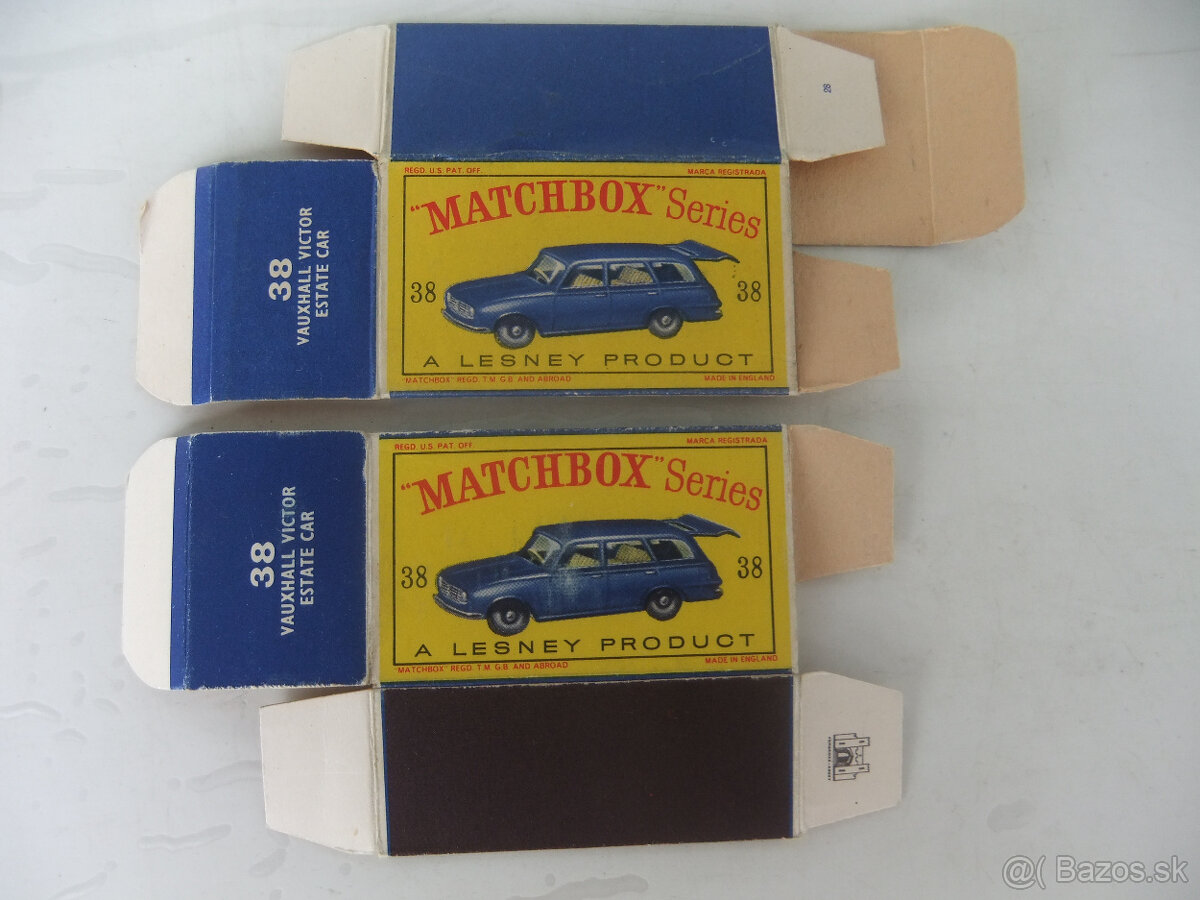 28
38
VAUXHALL VICTOR
ESTATE CAR
REGD. U.S. PAT. OFF. MARCA REGISTRADA
"MATCHBOX" Series
38 38
A LESNEY PRODUCT
"MATCHBOX" REGD. T.M. G.B. AND ABROAD MADE IN ENGLAND
38
VAUXHALL VICTOR
ESTATE CAR
REGD. U.S. PAT. OFF. MARCA REGISTRADA
"MATCHBOX" Series
38 38
A LESNEY PRODUCT
"MATCHBOX" REGD. T.M. G.B. AND ABROAD MADE IN ENGLAND
@( Bazos.sk